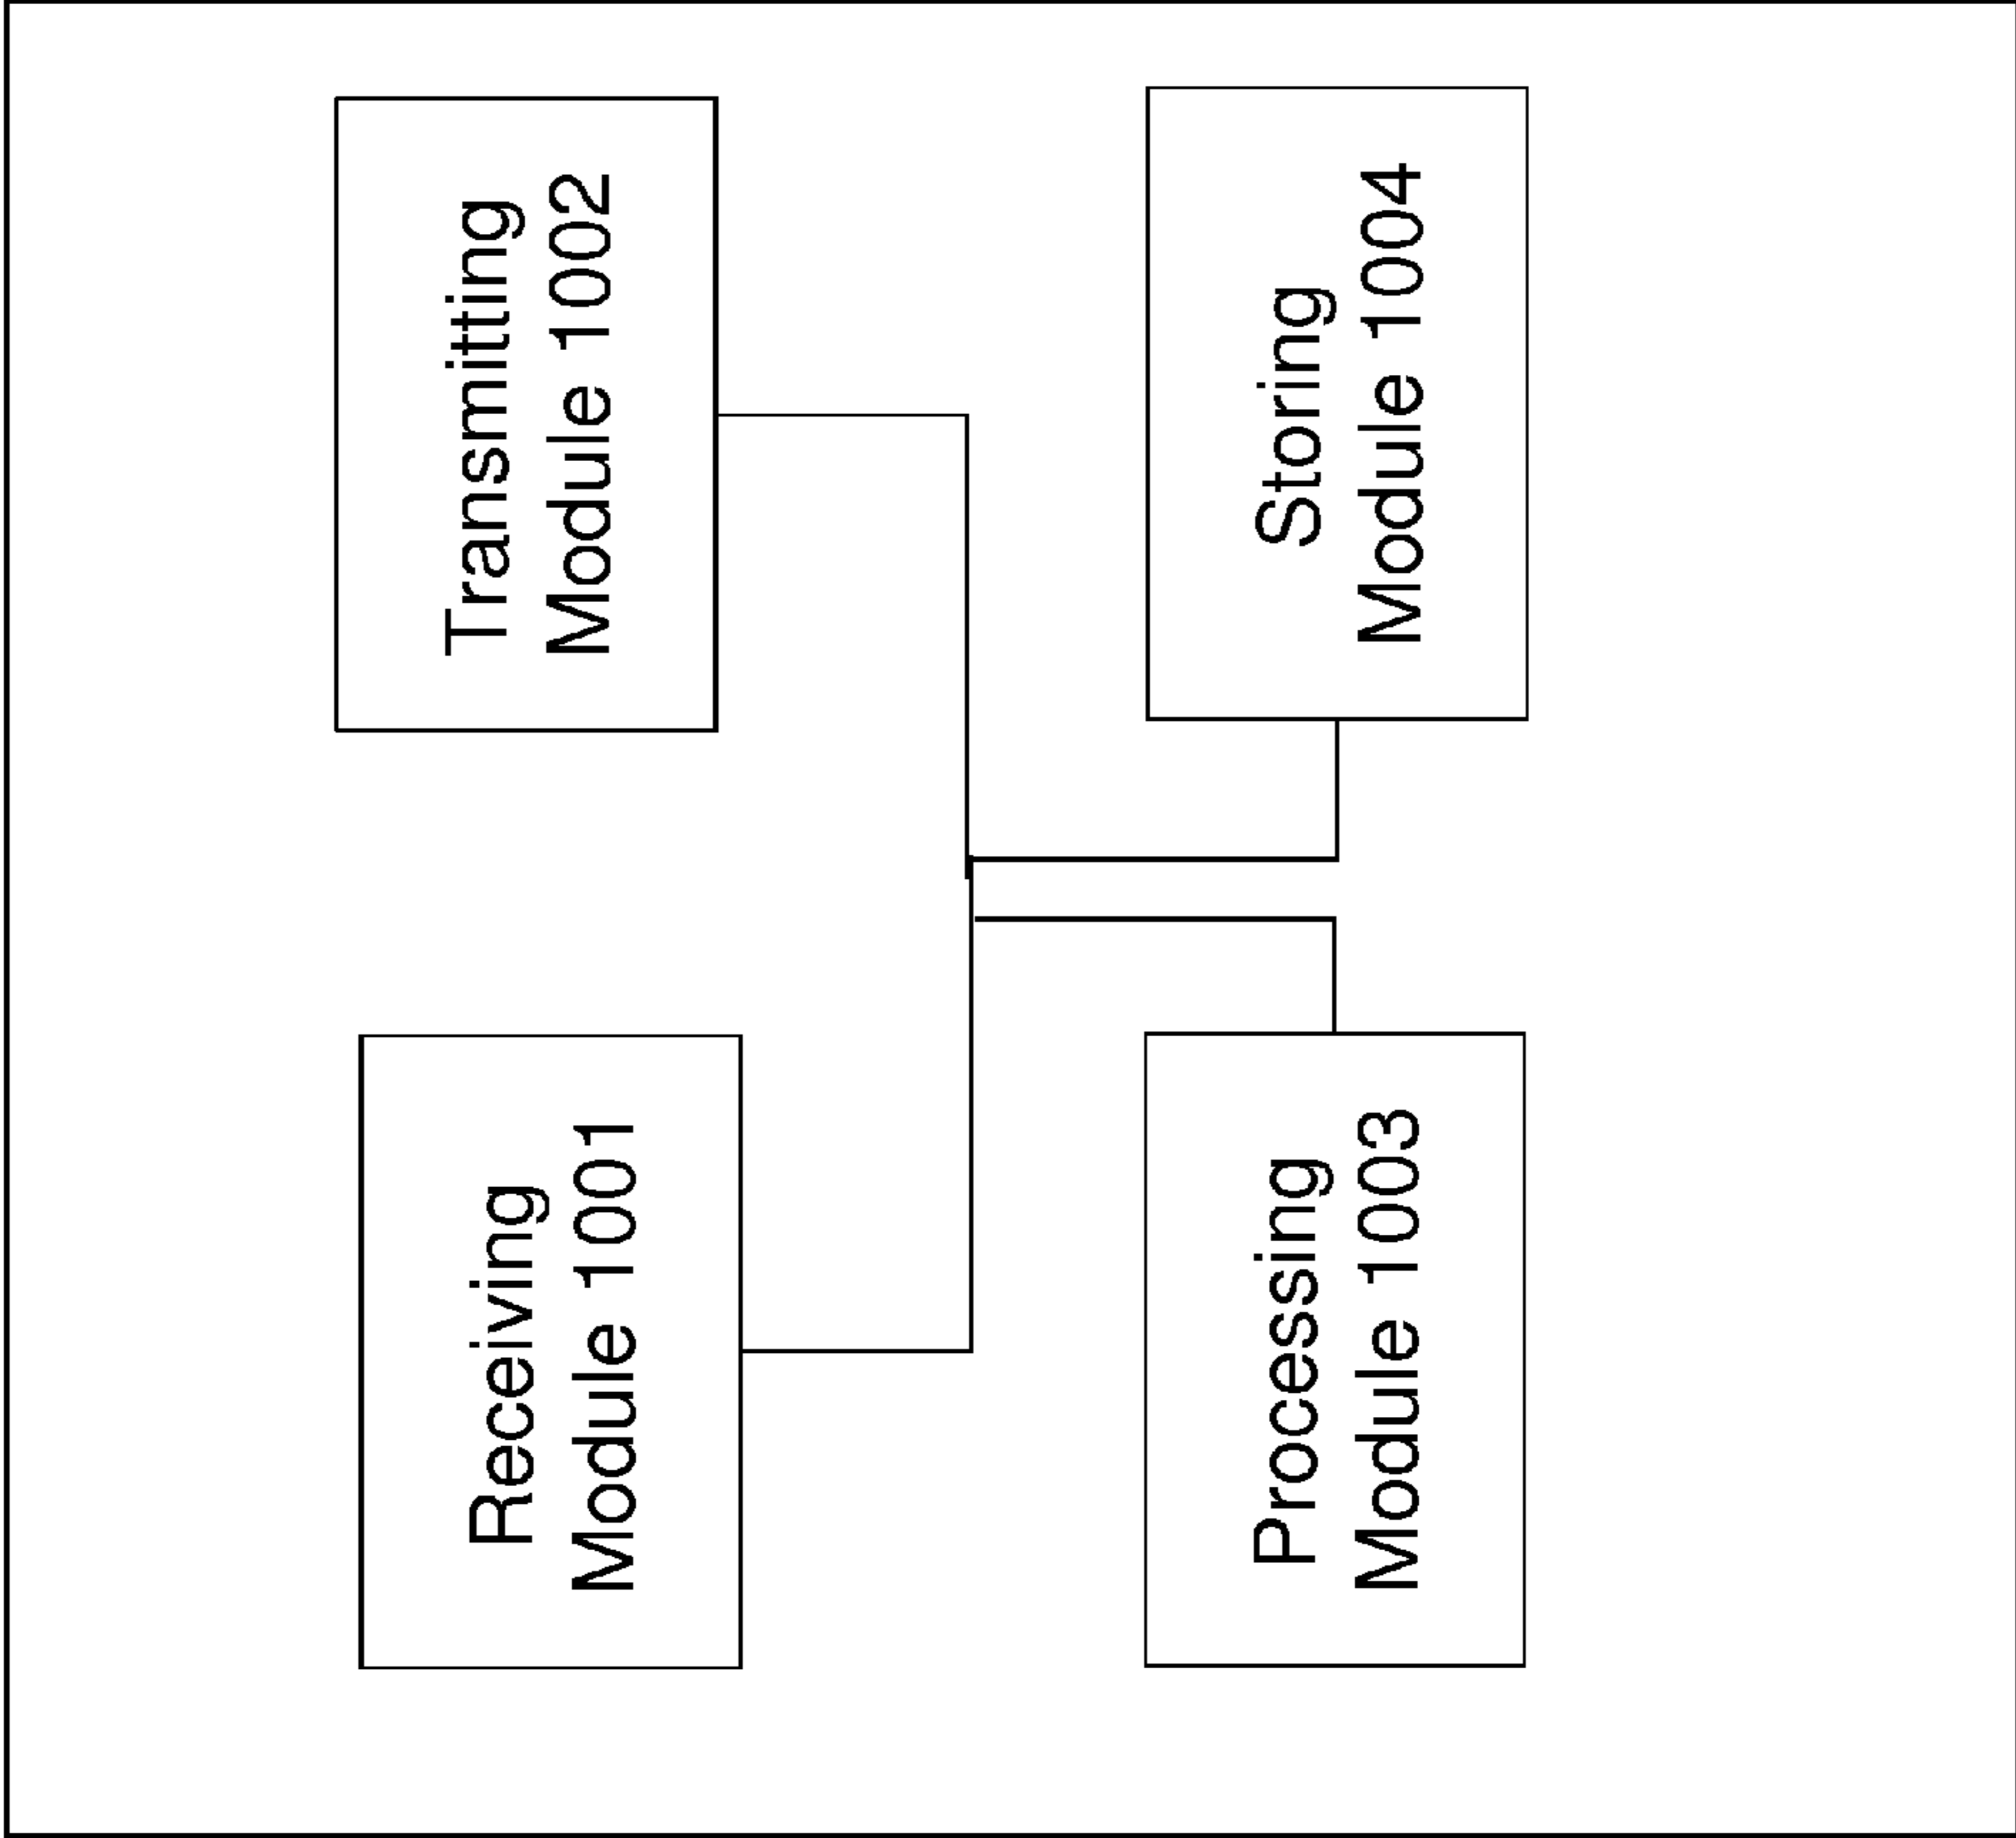 Receiving
Module 1001
Transmitting
Module 1002
Processing
Module 1003
Storing
Module 1004